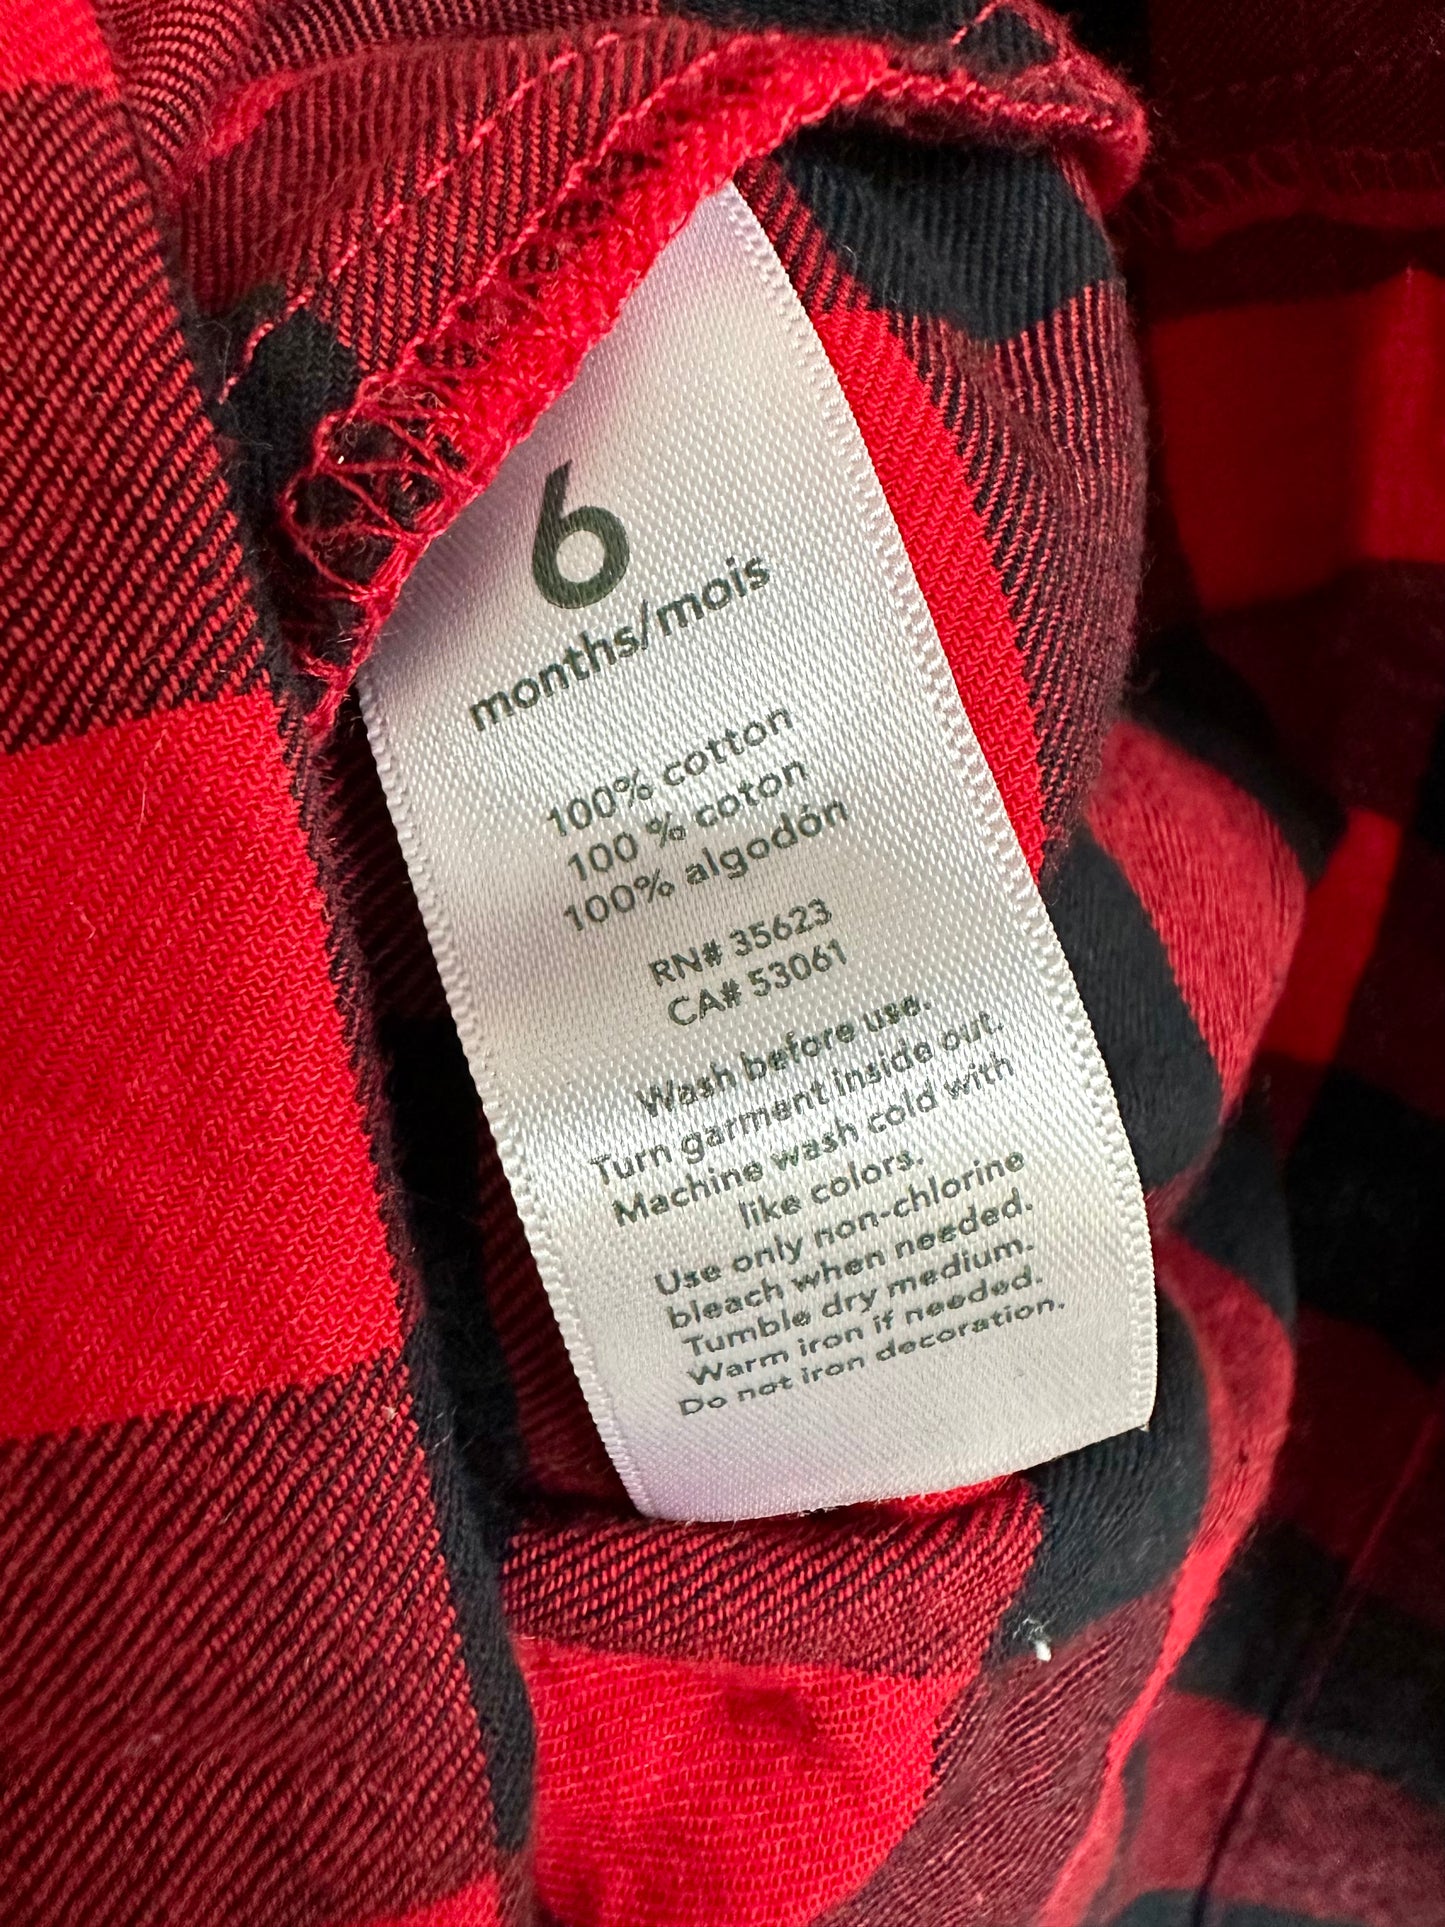 6
months/mois
100% cotton
100 % coton
100% algodón
RN# 35623
CA# 53061
Wash before use.
Turn garment inside out.
Machine wash cold with
like colors.
Use only non-chlorine
bleach when needed.
Tumble dry medium.
Warm iron if needed.
Do not iron decoration.